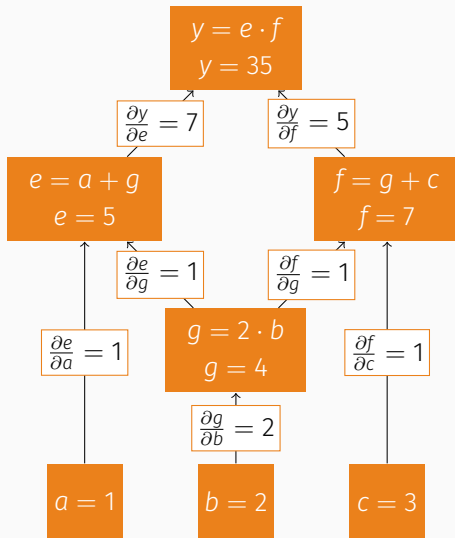 y = e · f
y = 35
∂y/∂e = 7
∂y/∂f = 5
e = a + g
e = 5
f = g + c
f = 7
∂e/∂g = 1
∂f/∂g = 1
g = 2 · b
g = 4
∂e/∂a = 1
∂f/∂c = 1
∂g/∂b = 2
a = 1
b = 2
c = 3